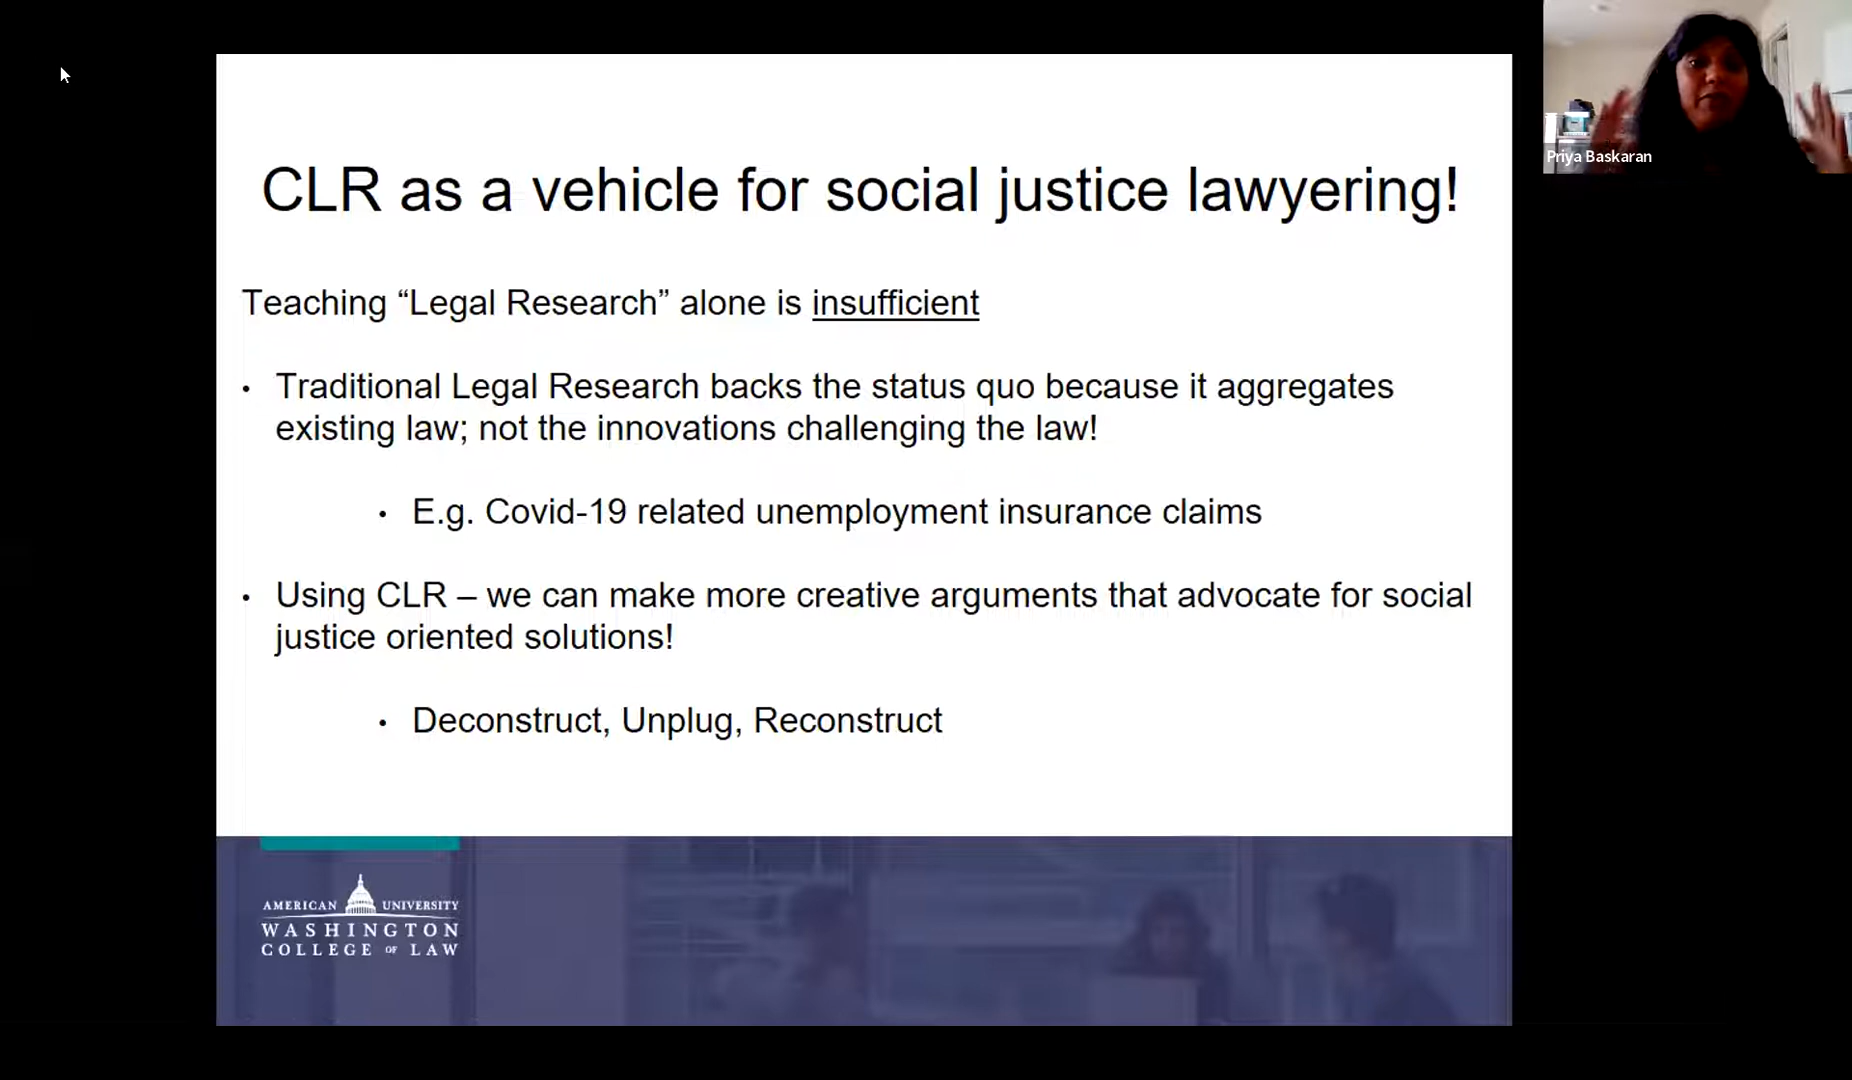 CLR as a vehicle for social justice lawyering!
Teaching “Legal Research” alone is insufficient
• Traditional Legal Research backs the status quo because it aggregates
existing law; not the innovations challenging the law!
• E.g. Covid-19 related unemployment insurance claims
• Using CLR – we can make more creative arguments that advocate for social
justice oriented solutions!
• Deconstruct, Unplug, Reconstruct
AMERICAN UNIVERSITY
WASHINGTON
COLLEGE OF LAW
Priya Baskaran